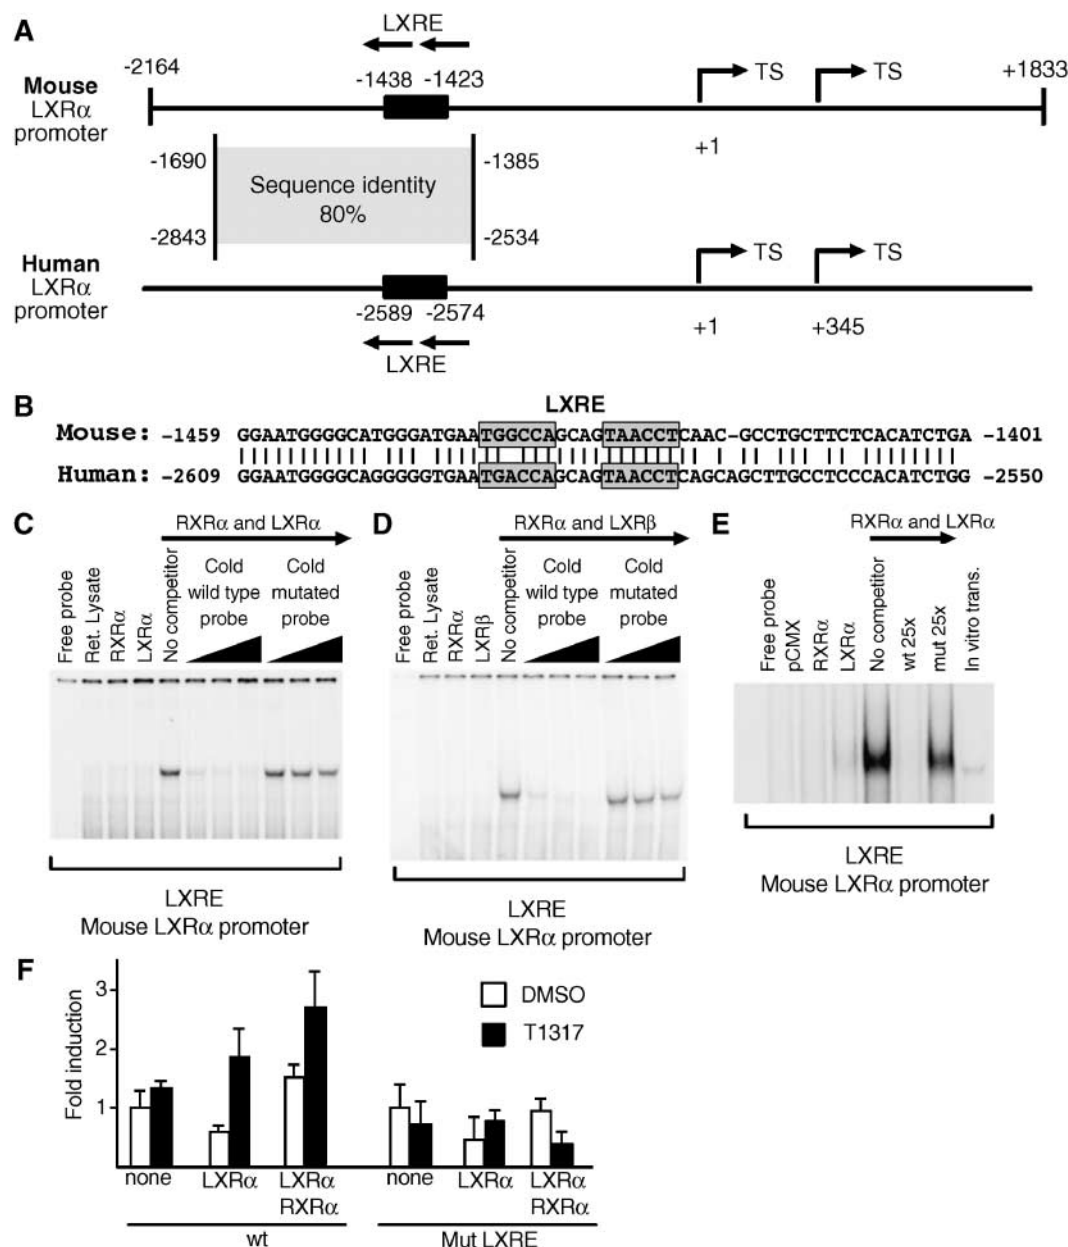 A
LXRE
-2164
-1438 -1423
TS
TS
+1833
Mouse
LXRα
promoter
+1
-1690
-1385
Sequence identity
80%
-2843
-2534
Human
LXRα
promoter
TS
TS
-2589 -2574
+1
+345
LXRE
B
LXRE
Mouse: -1459 GGAATGGGGCATGGGATGAATGGCCAGCAGTAACCTCAAC-GCCTGCTTCTCACATCTGA -1401
Human: -2609 GGAATGGGGCAGGGGGTGAATGACCAGCAGTAACCTCAGCAGCTTGCCTCCCACATCTGG -2550
C
RXRα and LXRα
Free probe
Ret. Lysate
RXRα
LXRα
No competitor
Cold
wild type
probe
Cold
mutated
probe
LXRE
Mouse LXRα promoter
D
RXRα and LXRβ
Free probe
Ret. Lysate
RXRα
LXRβ
No competitor
Cold
wild type
probe
Cold
mutated
probe
LXRE
Mouse LXRα promoter
E
RXRα and LXRα
Free probe
pCMX
RXRα
LXRα
No competitor
wt 25x
mut 25x
In vitro trans.
LXRE
Mouse LXRα promoter
F
Fold induction
3
2
1
DMSO
T1317
none
LXRα
LXRα
RXRα
none
LXRα
LXRα
RXRα
wt
Mut LXRE